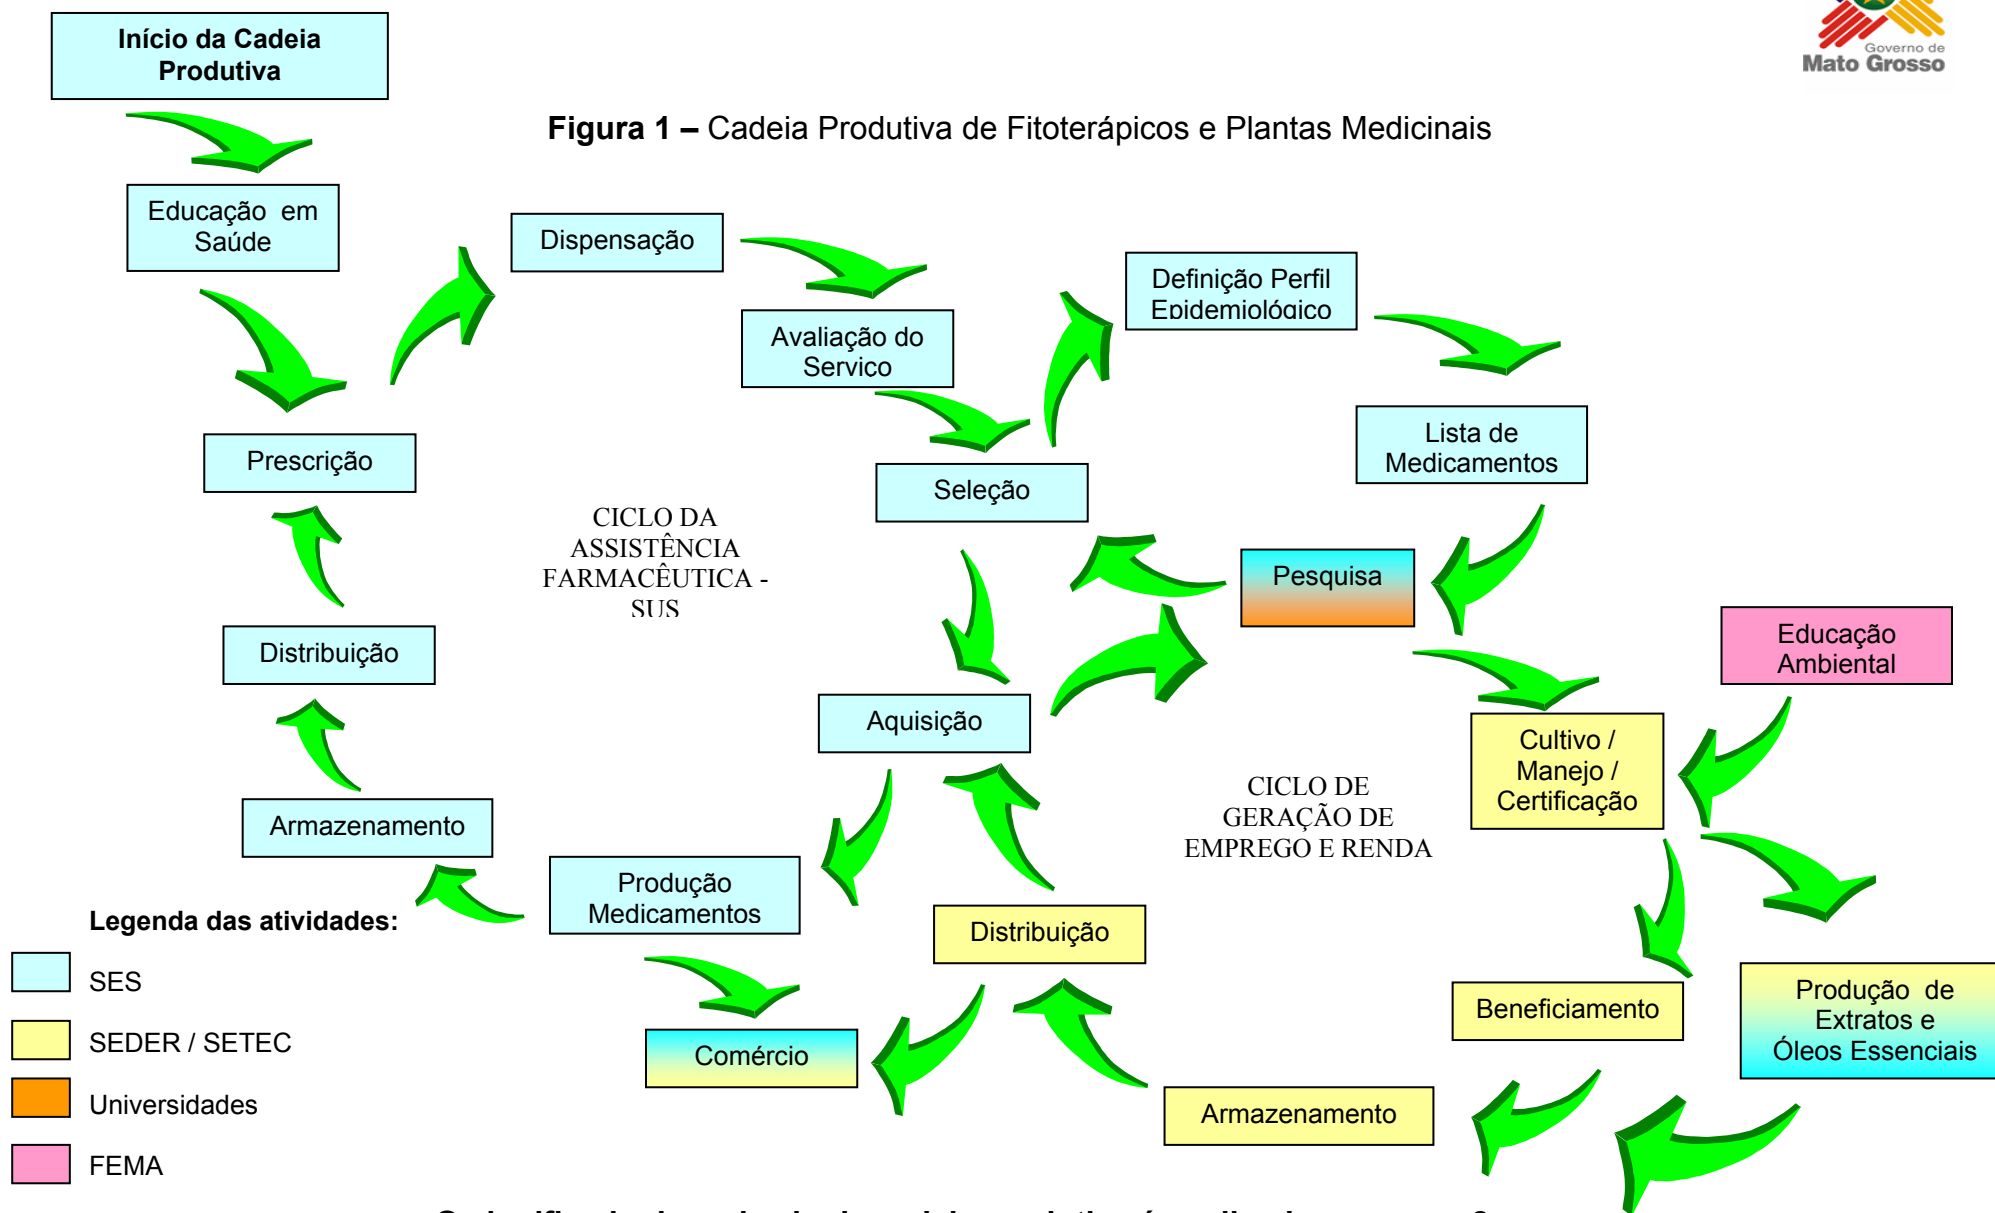 Início da Cadeia
Produtiva
Governo de
Mato Grosso
Figura 1 – Cadeia Produtiva de Fitoterápicos e Plantas Medicinais
Educação em
Saúde
Dispensação
Definição Perfil
Epidemiológico
Avaliação do
Serviço
Lista de
Medicamentos
Prescrição
Seleção
CICLO DA
ASSISTÊNCIA
FARMACÊUTICA -
SUS
Pesquisa
Educação
Ambiental
Distribuição
Aquisição
Cultivo /
Manejo /
Certificação
CICLO DE
GERAÇÃO DE
EMPREGO E RENDA
Armazenamento
Produção
Medicamentos
Distribuição
Beneficiamento
Produção de
Extratos e
Óleos Essenciais
Comércio
Armazenamento
Legenda das atividades:
SES
SEDER / SETEC
Universidades
FEMA